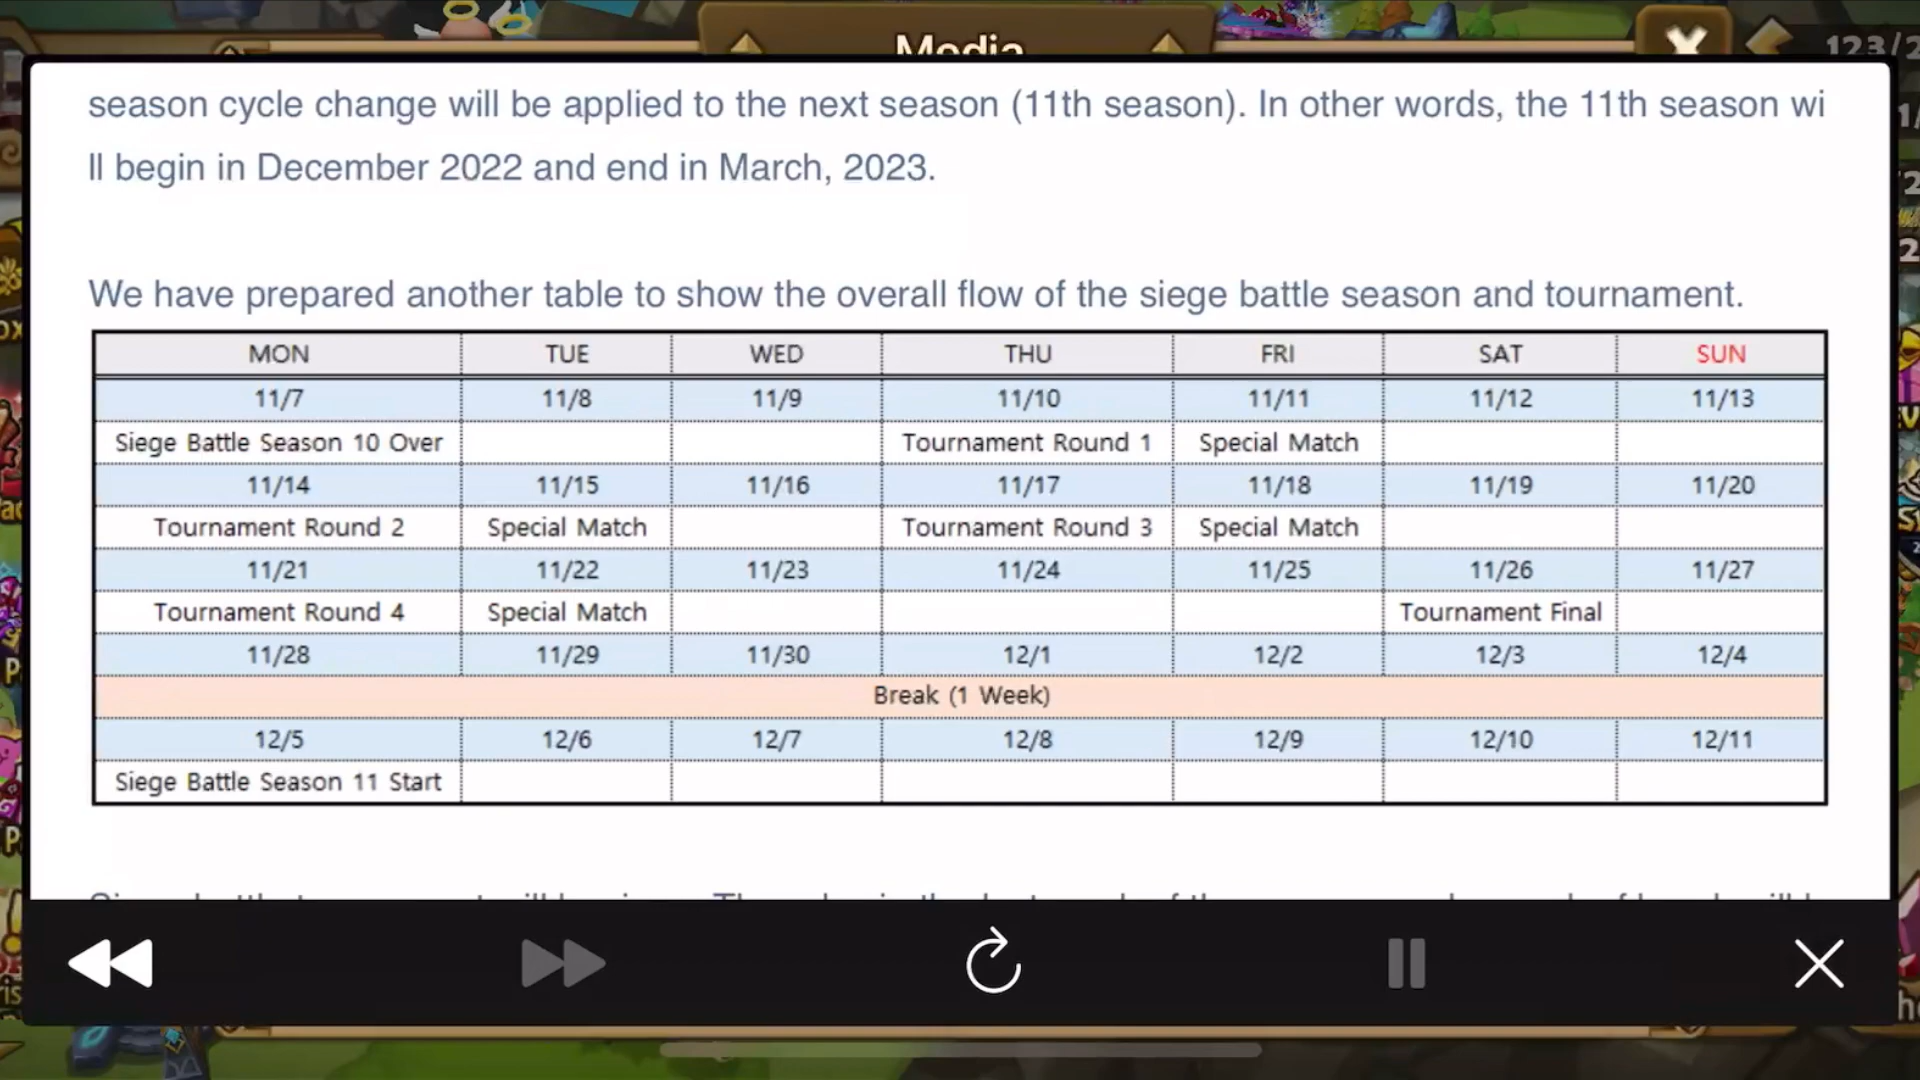 Media
123/2
season cycle change will be applied to the next season (11th season). In other words, the 11th season wi
ll begin in December 2022 and end in March, 2023.
We have prepared another table to show the overall flow of the siege battle season and tournament.
MON TUE WED THU FRI SAT SUN
11/7 11/8 11/9 11/10 11/11 11/12 11/13
Siege Battle Season 10 Over Tournament Round 1 Special Match
11/14 11/15 11/16 11/17 11/18 11/19 11/20
Tournament Round 2 Special Match Tournament Round 3 Special Match
11/21 11/22 11/23 11/24 11/25 11/26 11/27
Tournament Round 4 Special Match Tournament Final
11/28 11/29 11/30 12/1 12/2 12/3 12/4
Break (1 Week)
12/5 12/6 12/7 12/8 12/9 12/10 12/11
Siege Battle Season 11 Start